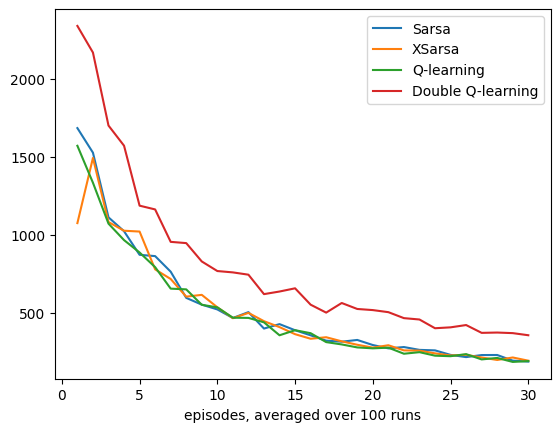 Sarsa
XSarsa
Q-learning
Double Q-learning
2000
1500
1000
500
0
5
10
15
20
25
30
episodes, averaged over 100 runs